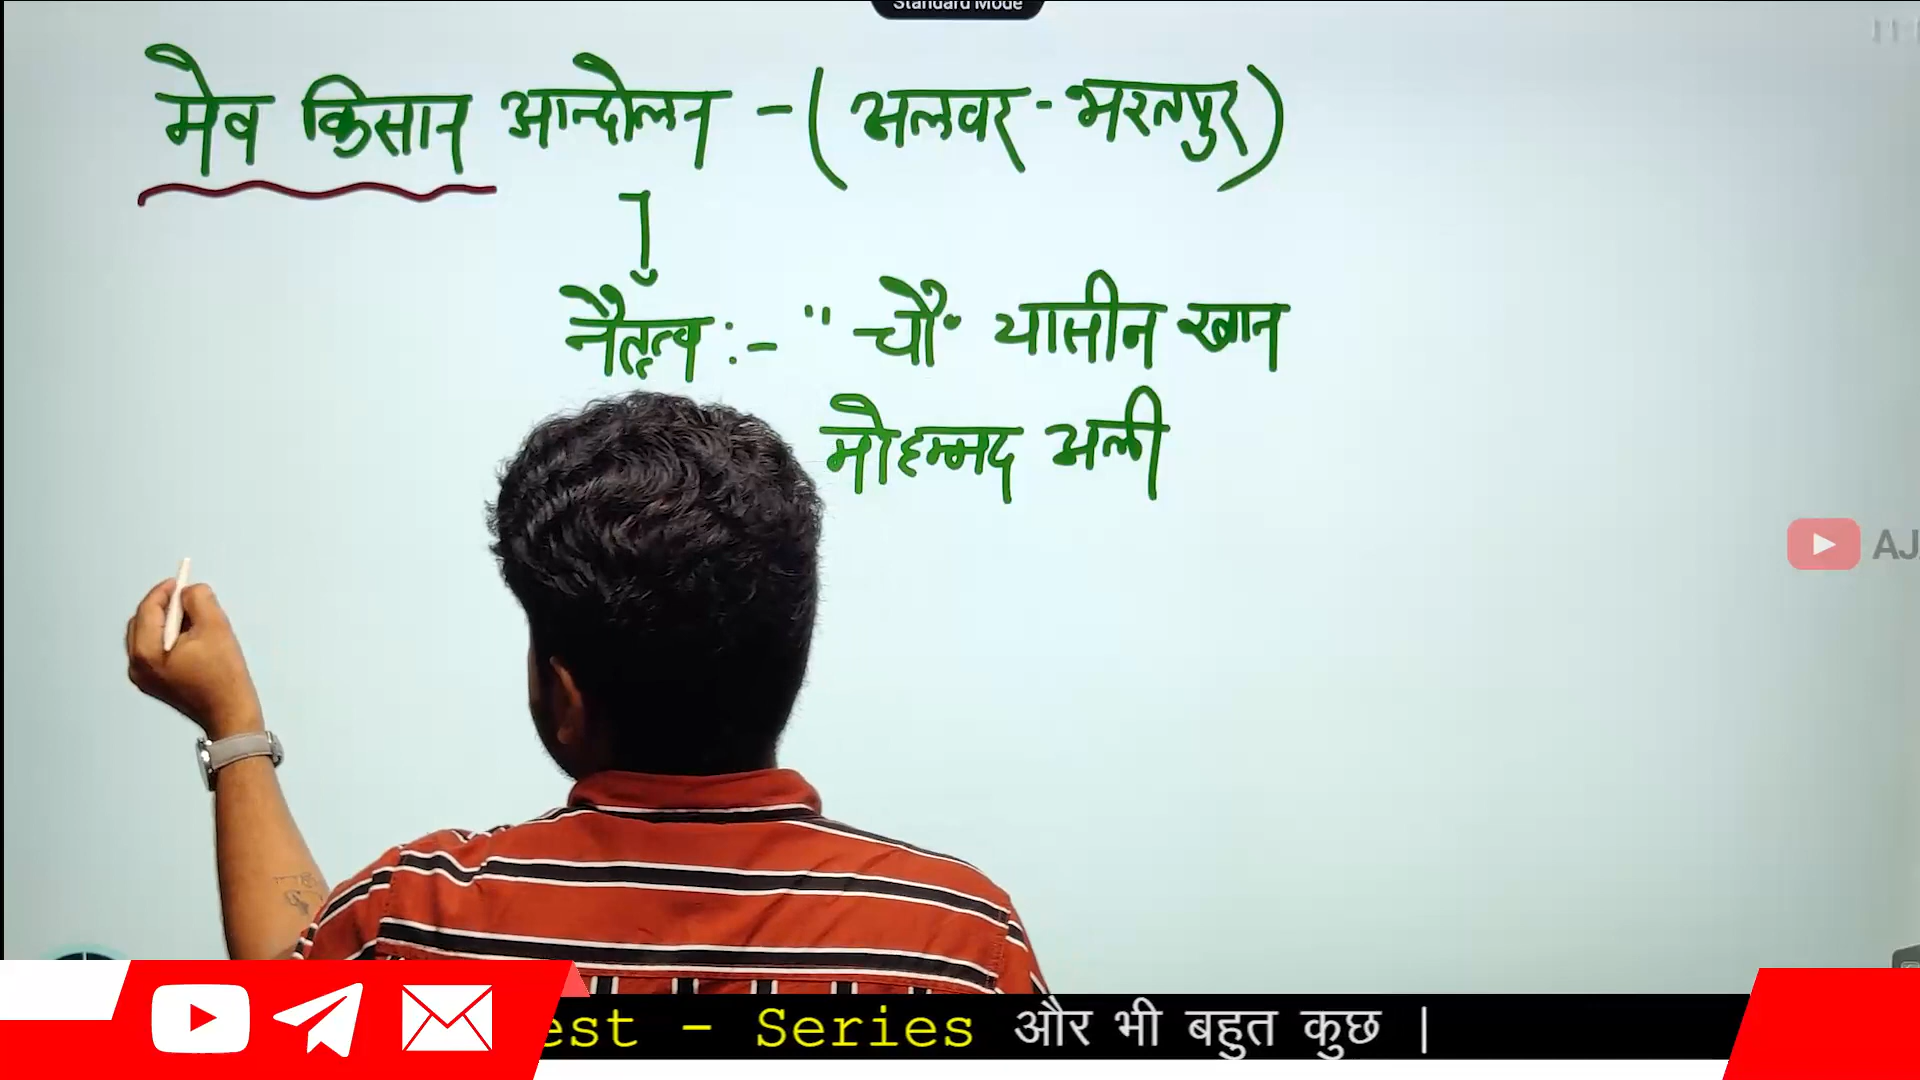 Standard Mode
मेव किसान आन्दोलन - (अलवर - भरतपुर)
नैतृत्व :- " चौ॰ यासीन खान
मोहम्मद अली
AJ
est - Series और भी बहुत कुछ |